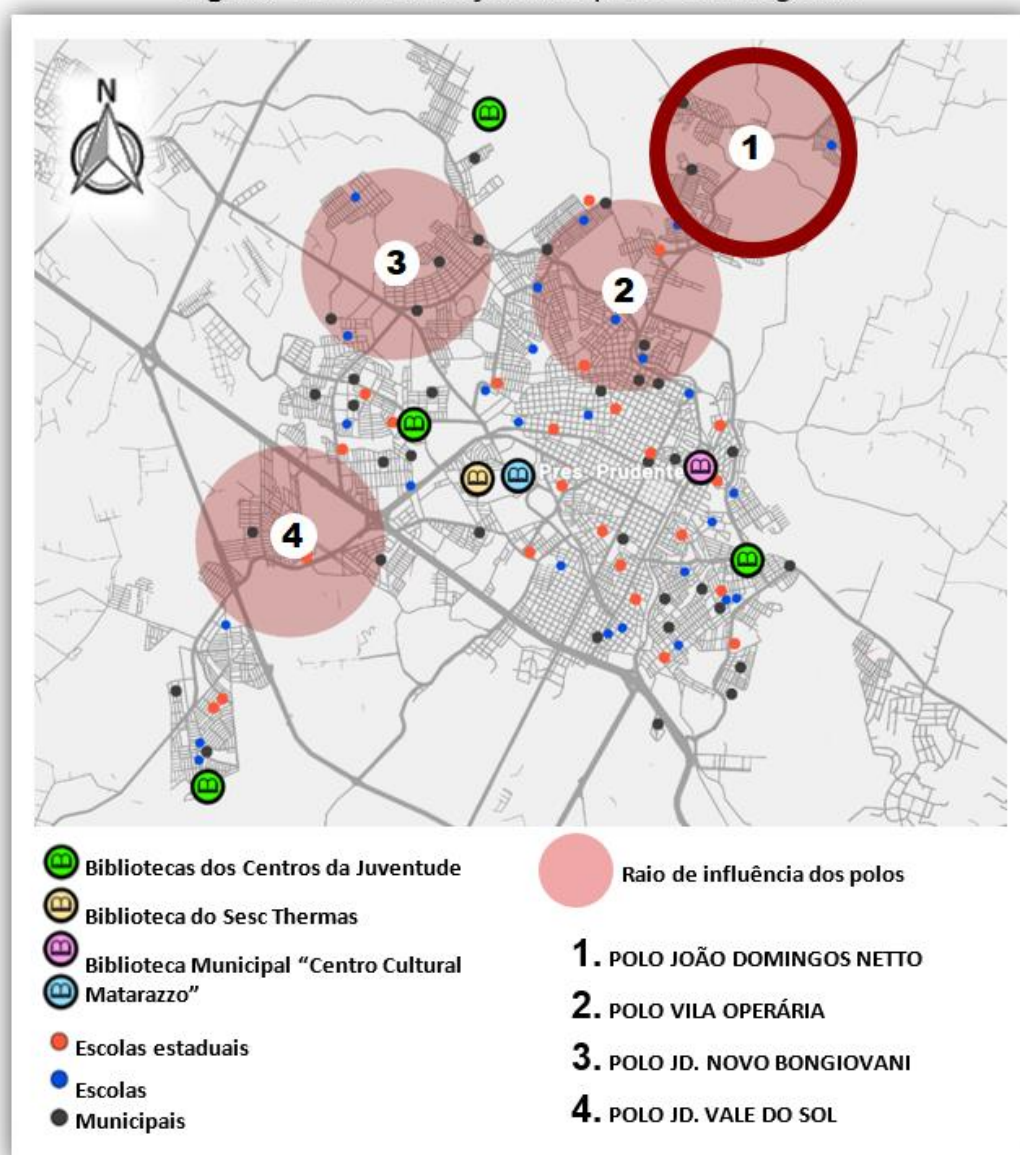 N
1
3
2
Pres. Prudente
4
Bibliotecas dos Centros da Juventude
Biblioteca do Sesc Thermas
Biblioteca Municipal “Centro Cultural
Matarazzo”
Escolas estaduais
Escolas
Municipais
Raio de influência dos polos
1. POLO JOÃO DOMINGOS NETTO
2. POLO VILA OPERÁRIA
3. POLO JD. NOVO BONGIOVANI
4. POLO JD. VALE DO SOL